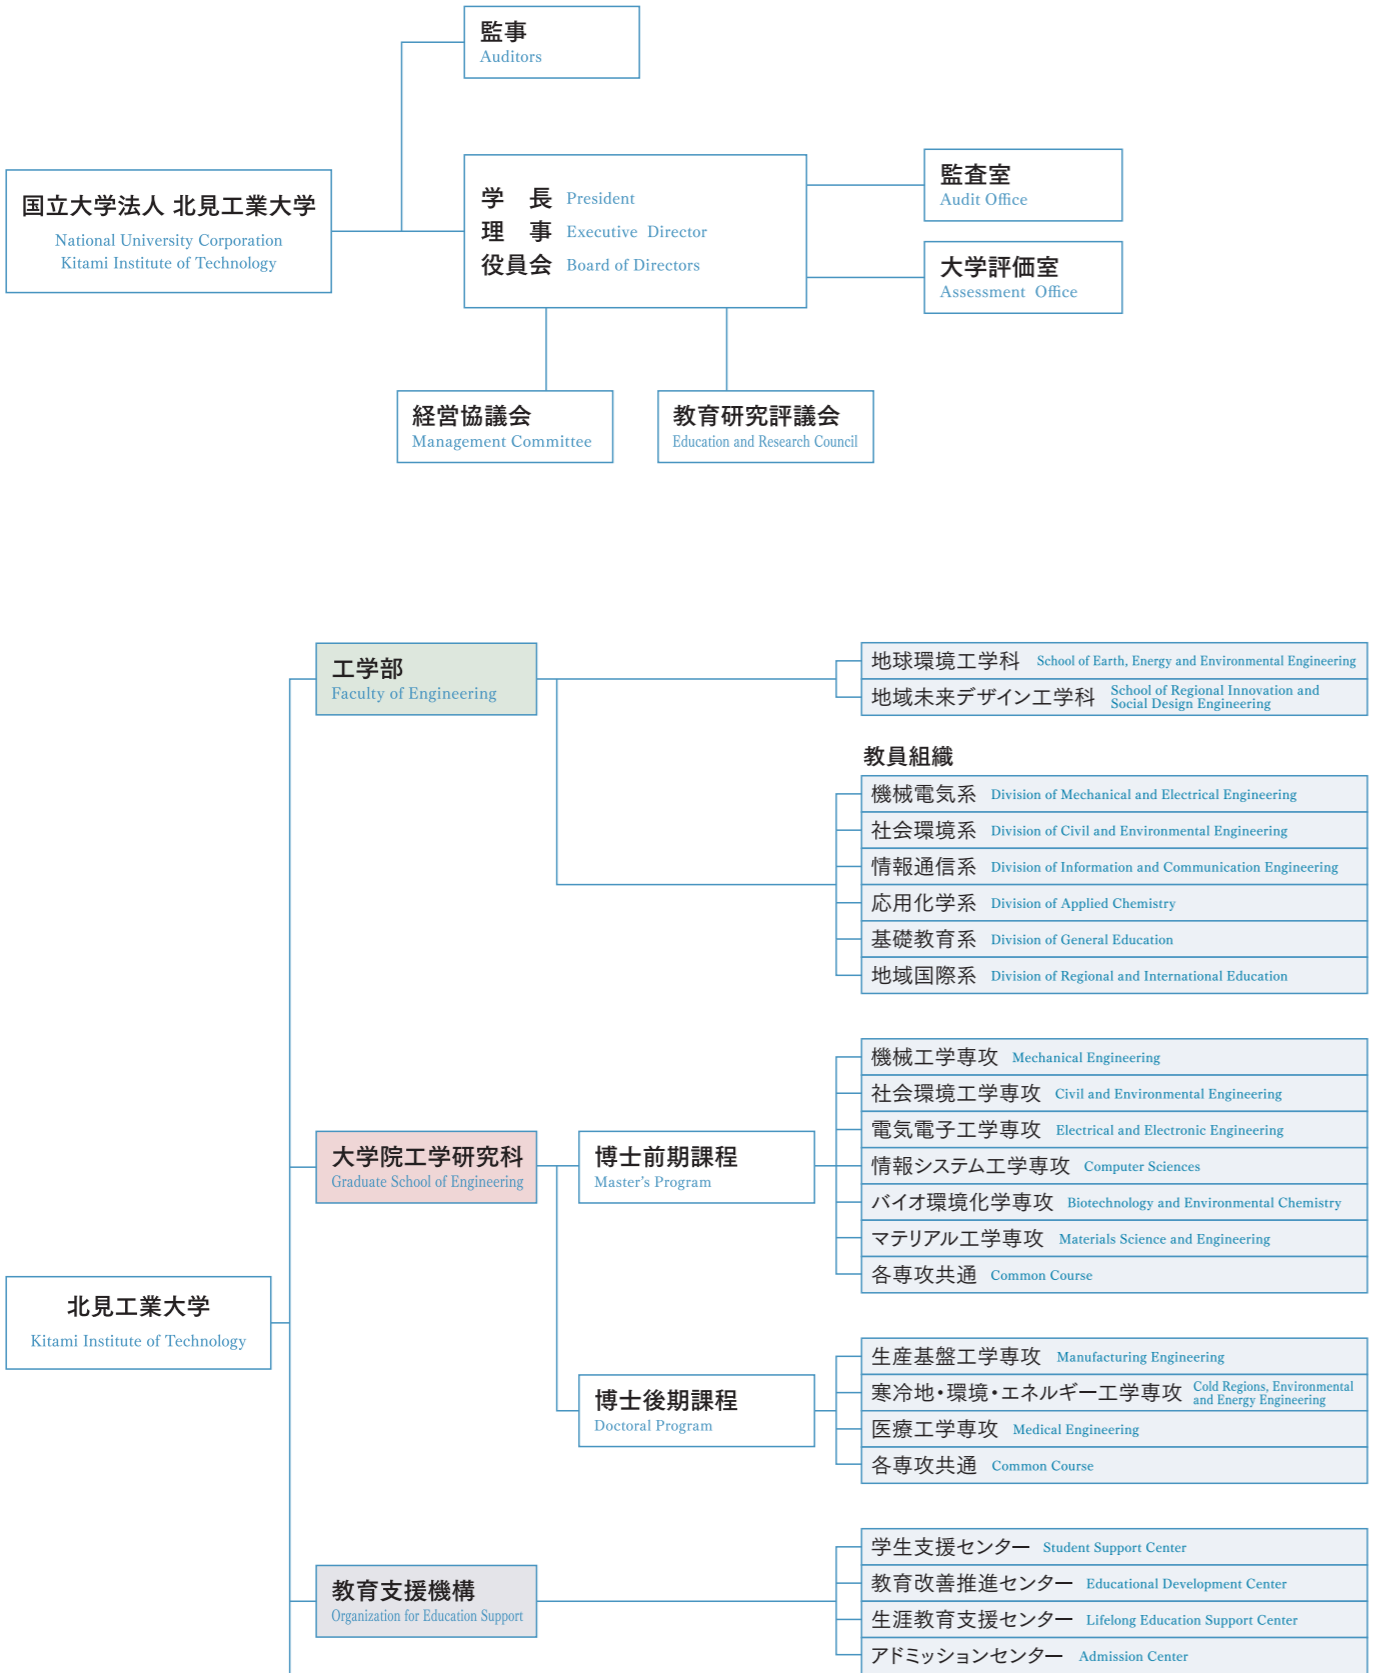 監事
Auditors
国立大学法人 北見工業大学
National University Corporation
Kitami Institute of Technology
学　長 President
理　事 Executive Director
役員会 Board of Directors
監査室
Audit Office
大学評価室
Assessment Office
経営協議会
Management Committee
教育研究評議会
Education and Research Council
工学部
Faculty of Engineering
地球環境工学科 School of Earth, Energy and Environmental Engineering
地域未来デザイン工学科 School of Regional Innovation and
Social Design Engineering
教員組織
機械電気系 Division of Mechanical and Electrical Engineering
社会環境系 Division of Civil and Environmental Engineering
情報通信系 Division of Information and Communication Engineering
応用化学系 Division of Applied Chemistry
基礎教育系 Division of General Education
地域国際系 Division of Regional and International Education
大学院工学研究科
Graduate School of Engineering
博士前期課程
Master's Program
機械工学専攻 Mechanical Engineering
社会環境工学専攻 Civil and Environmental Engineering
電気電子工学専攻 Electrical and Electronic Engineering
情報システム工学専攻 Computer Sciences
バイオ環境化学専攻 Biotechnology and Environmental Chemistry
マテリアル工学専攻 Materials Science and Engineering
各専攻共通 Common Course
北見工業大学
Kitami Institute of Technology
博士後期課程
Doctoral Program
生産基盤工学専攻 Manufacturing Engineering
寒冷地・環境・エネルギー工学専攻 Cold Regions, Environmental
and Energy Engineering
医療工学専攻 Medical Engineering
各専攻共通 Common Course
教育支援機構
Organization for Education Support
学生支援センター Student Support Center
教育改善推進センター Educational Development Center
生涯教育支援センター Lifelong Education Support Center
アドミッションセンター Admission Center